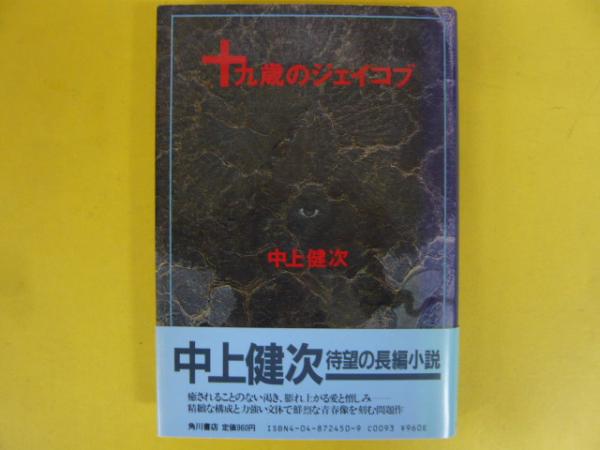 十九歳のジェイコブ
中上健次
中上健次 待望の長編小説
癒されることのない渇き、膨れ上がる愛と憎しみ——
精緻な構成と力強い文体で鮮烈な青春像を刻む問題作
角川書店 定価960円 ISBN4-04-872450-9 C0093 ¥960E